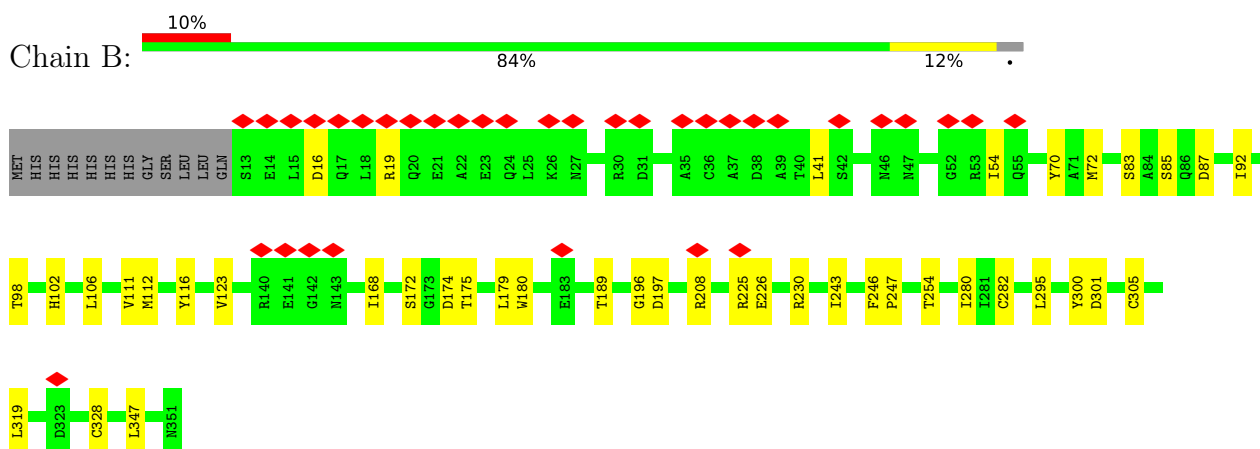 10%
Chain B:
84% 12% •
MET HIS HIS HIS HIS HIS HIS GLY SER LEU LEU GLN S13 E14 L15 D16 Q17 L18 R19 Q20 E21 A22 E23 Q24 L25 K26 N27 R30 D31 A35 C36 A37 D38 A39 T40 L41 S42 N46 N47 G52 R53 I54 Q55 Y70 A71 M72 S83 A84 S85 Q86 D87 I92
T98 H102 L106 V111 M112 Y116 V123 R140 E141 G142 N143 I168 S172 G173 D174 T175 L179 W180 E183 T189 G196 D197 R208 R225 E226 R230 I243 F246 P247 T254 I280 I281 C282 L295 Y300 D301 C305
L319 D323 C328 L347 N351